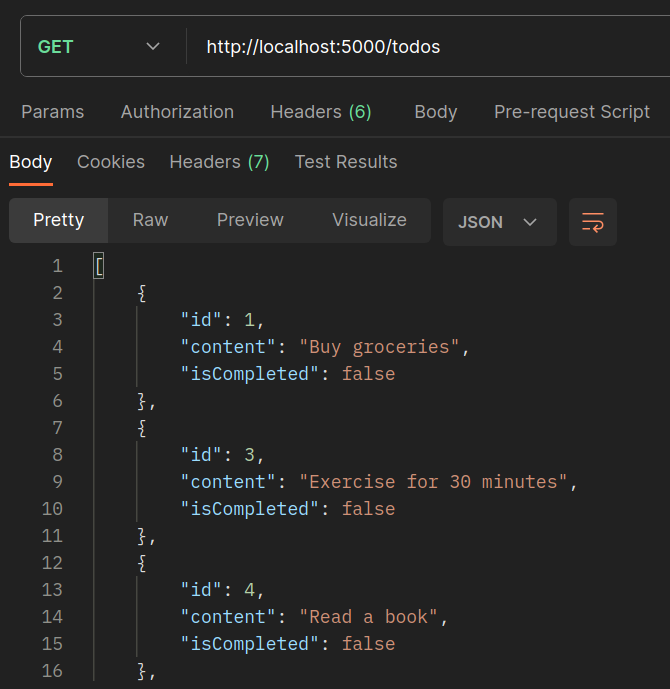 GET http://localhost:5000/todos
Params Authorization Headers (6) Body Pre-request Script
Body Cookies Headers (7) Test Results
Pretty Raw Preview Visualize JSON
1 [
2 {
3 "id": 1,
4 "content": "Buy groceries",
5 "isCompleted": false
6 },
7 {
8 "id": 3,
9 "content": "Exercise for 30 minutes",
10 "isCompleted": false
11 },
12 {
13 "id": 4,
14 "content": "Read a book",
15 "isCompleted": false
16 },